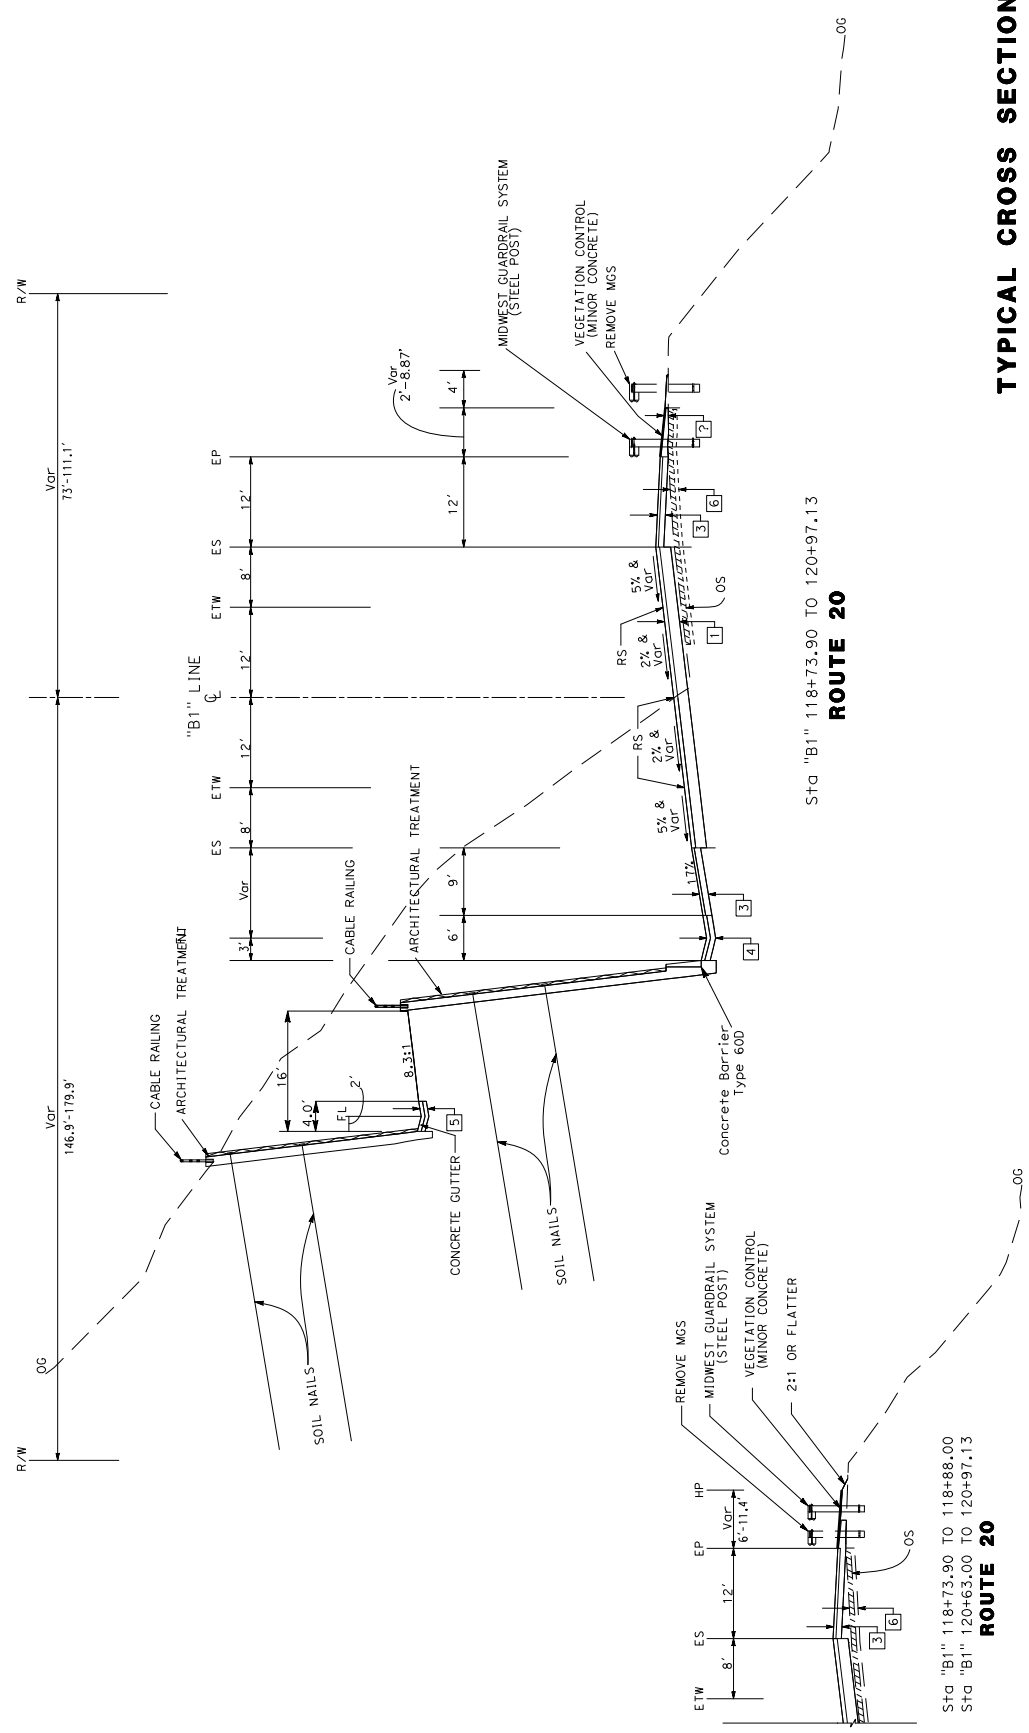 TYPICAL CROSS SECTION
R/W
R/W
Var
146.9'-179.9'
Var
73'-111.1'
"B1" LINE
CL
ES
ETW
ETW
ES
EP
3'
Var
8'
12'
12'
8'
12'
6'
9'
12'
Var
2'-8.87'
4'
OG
CABLE RAILING
ARCHITECTURAL TREATMENT
16'
4.0'
FL
2'
8.3:1
5
CONCRETE GUTTER
SOIL NAILS
CABLE RAILING
ARCHITECTURAL TREATMENT
SOIL NAILS
Concrete Barrier
Type 60D
4
3
17%
5% &
Var
RS
2% &
Var
RS
2% &
Var
5% &
Var
1
OS
3
6
?
MIDWEST GUARDRAIL SYSTEM
(STEEL POST)
VEGETATION CONTROL
(MINOR CONCRETE)
REMOVE MGS
OG
Sta "B1" 118+73.90 TO 120+97.13
ROUTE 20
REMOVE MGS
MIDWEST GUARDRAIL SYSTEM
(STEEL POST)
VEGETATION CONTROL
(MINOR CONCRETE)
2:1 OR FLATTER
ETW
ES
EP
HP
8'
12'
Var
6'-11.4'
3
6
OS
OG
Sta "B1" 118+73.90 TO 118+88.00
Sta "B1" 120+63.00 TO 120+97.13
ROUTE 20